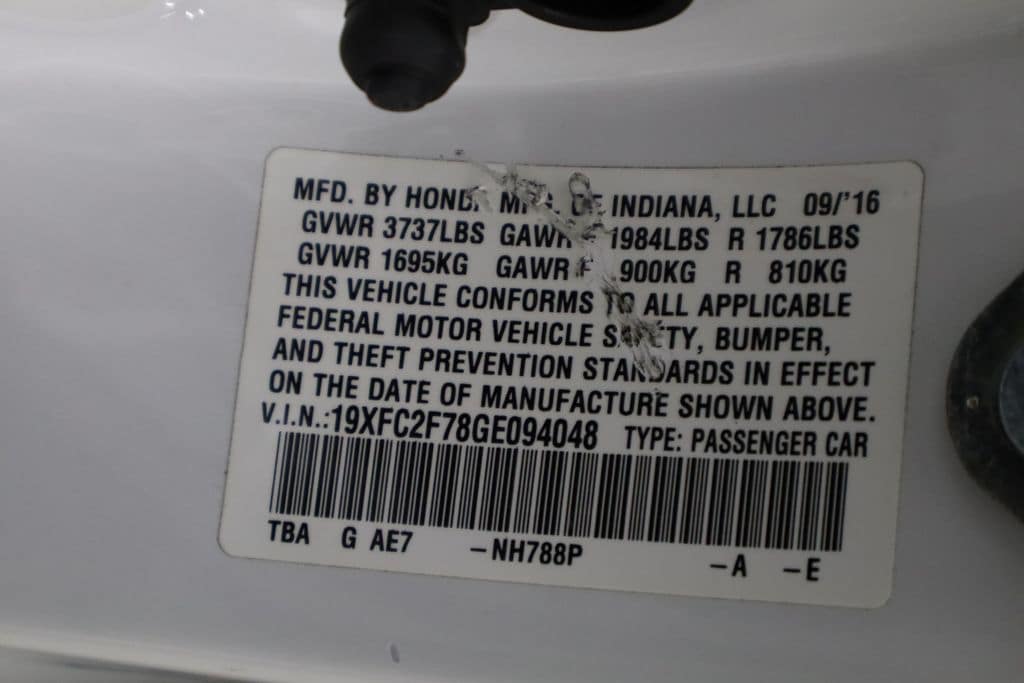 MFD. BY HONDA MFG. OF INDIANA, LLC 09/'16
GVWR 3737LBS GAWR F 1984LBS R 1786LBS
GVWR 1695KG GAWR F 900KG R 810KG
THIS VEHICLE CONFORMS TO ALL APPLICABLE
FEDERAL MOTOR VEHICLE SAFETY, BUMPER,
AND THEFT PREVENTION STANDARDS IN EFFECT
ON THE DATE OF MANUFACTURE SHOWN ABOVE.
V.I.N.:19XFC2F78GE094048 TYPE: PASSENGER CAR
TBA G AE7 –NH788P –A –E